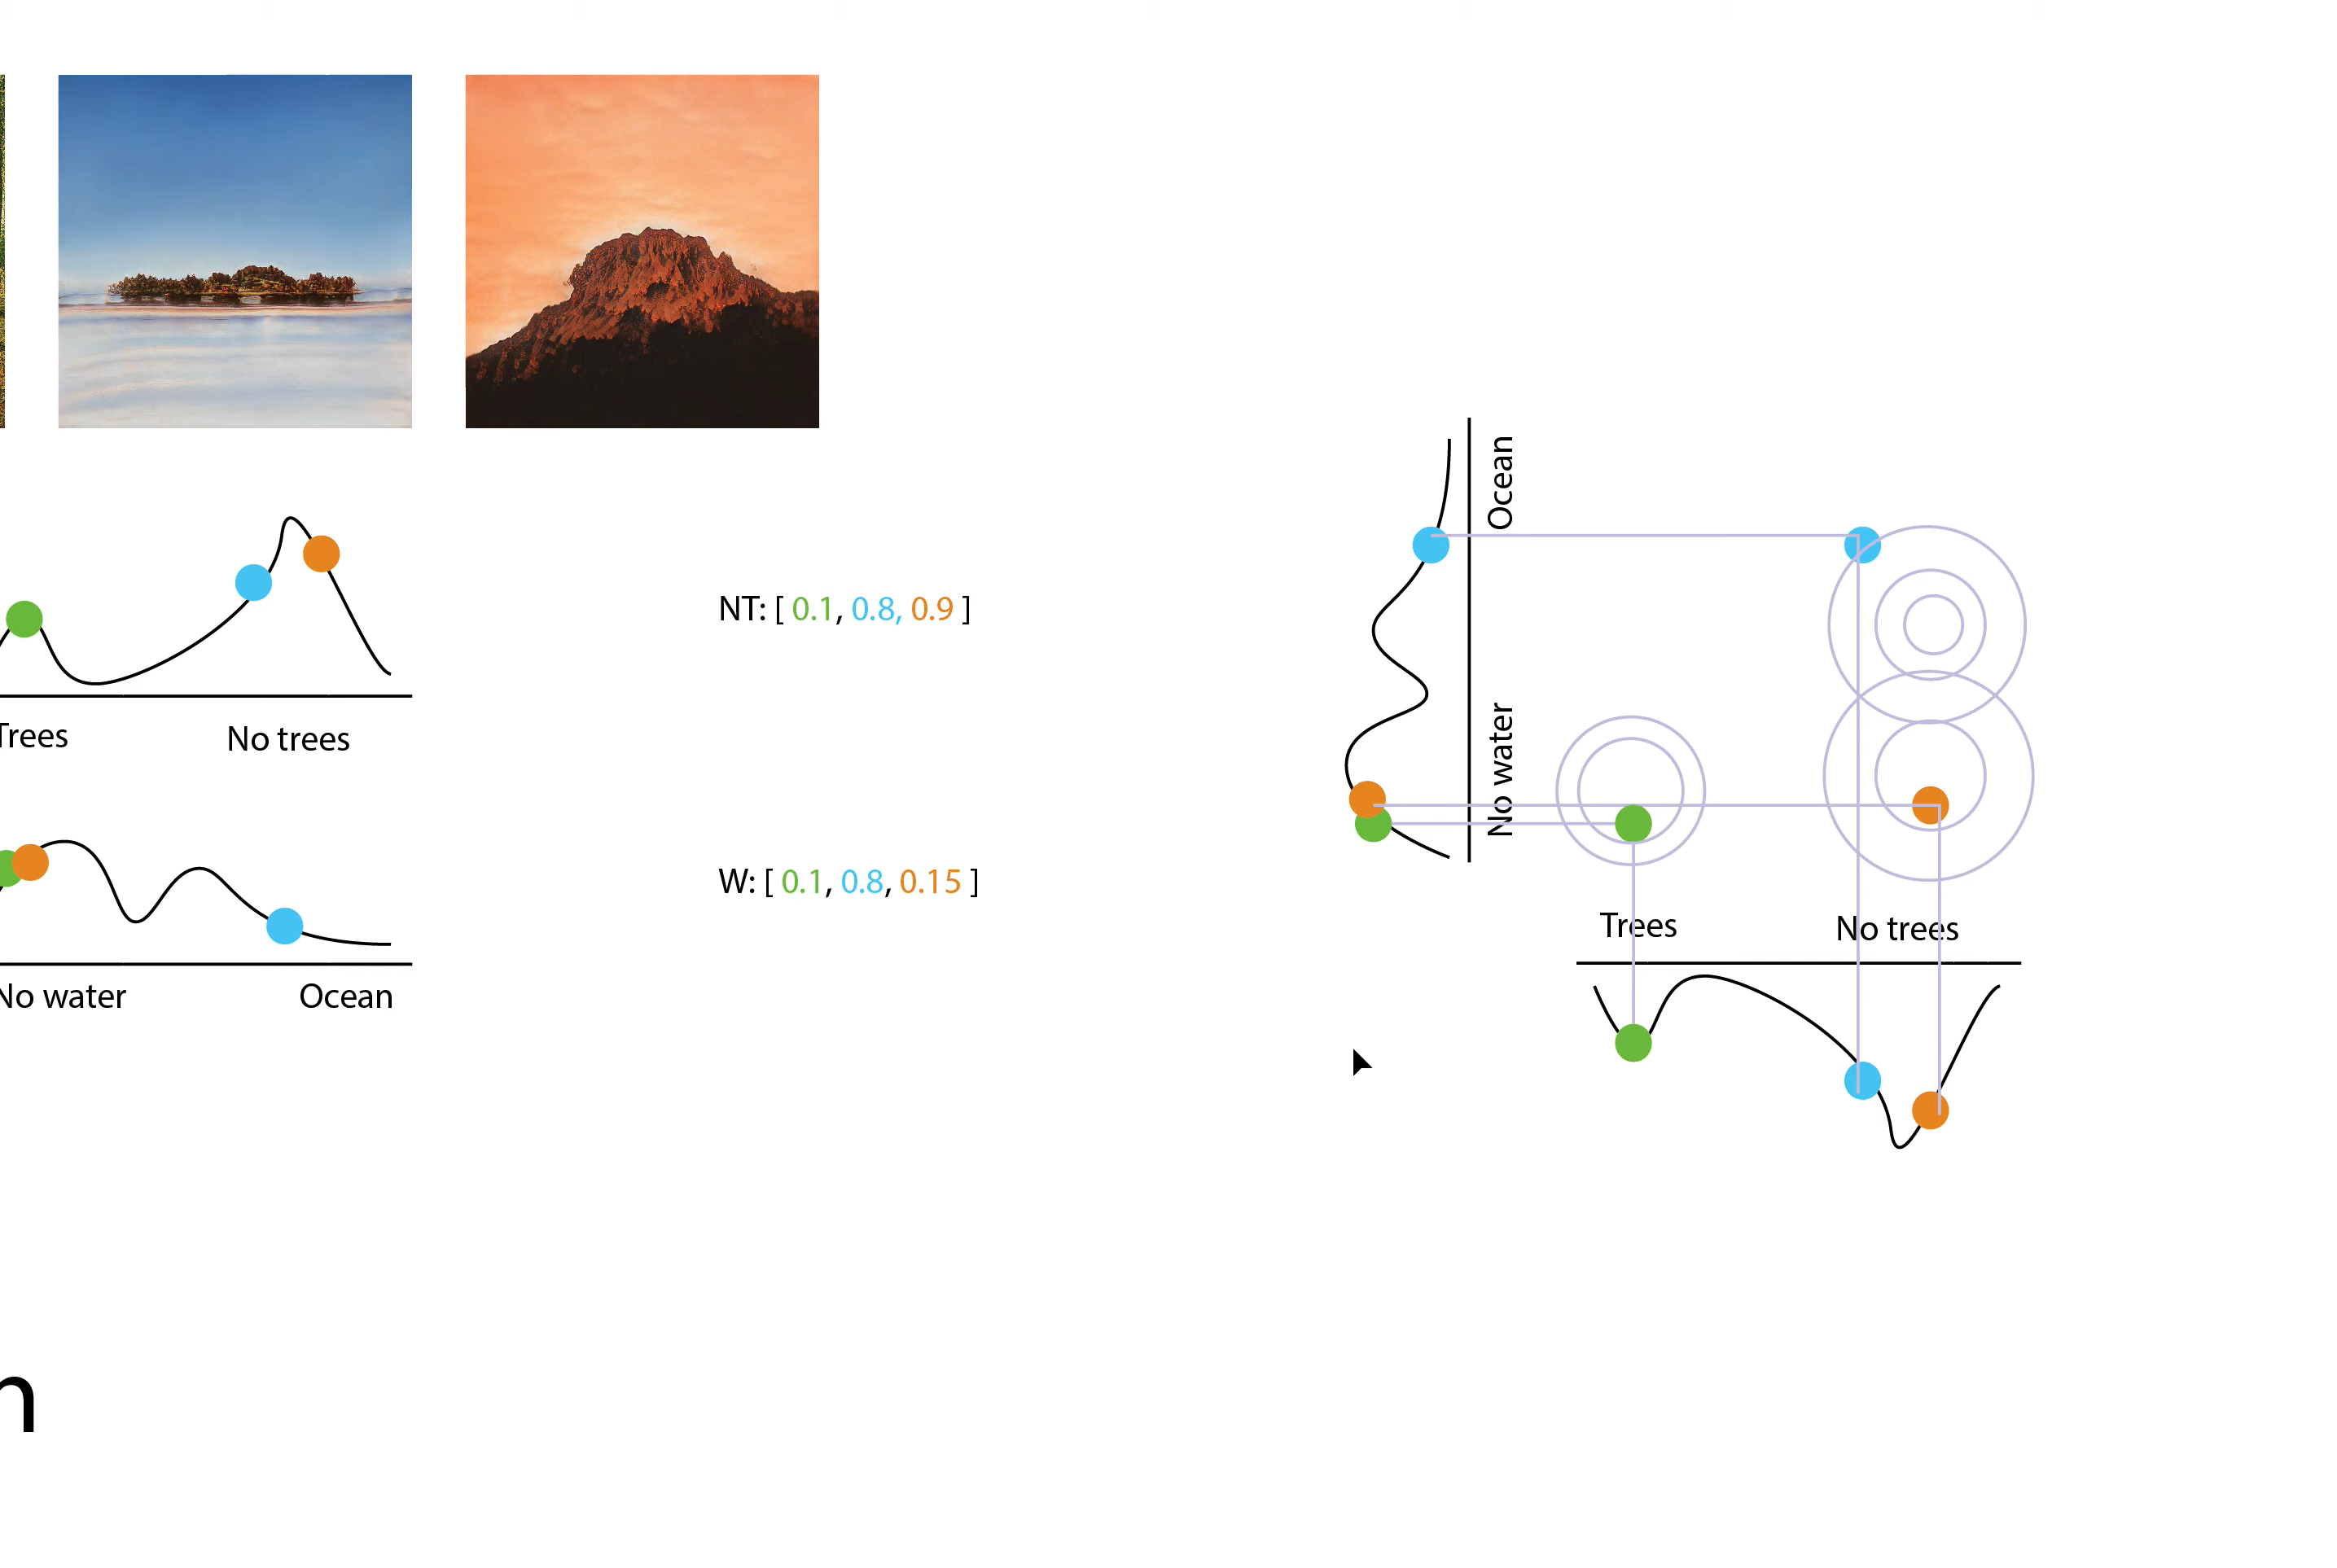 NT: [ 0.1, 0.8, 0.9 ]
Trees
No trees
W: [ 0.1, 0.8, 0.15 ]
No water
Ocean
Ocean
No water
Trees
No trees
n